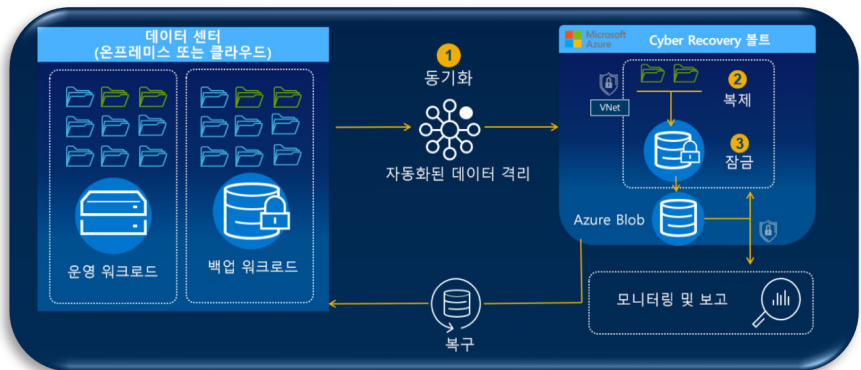 데이터 센터
(온프레미스 또는 클라우드)
운영 워크로드
백업 워크로드
1
동기화
자동화된 데이터 격리
Microsoft
Azure
Cyber Recovery 볼트
VNet
2
복제
3
잠금
Azure Blob
모니터링 및 보고
복구